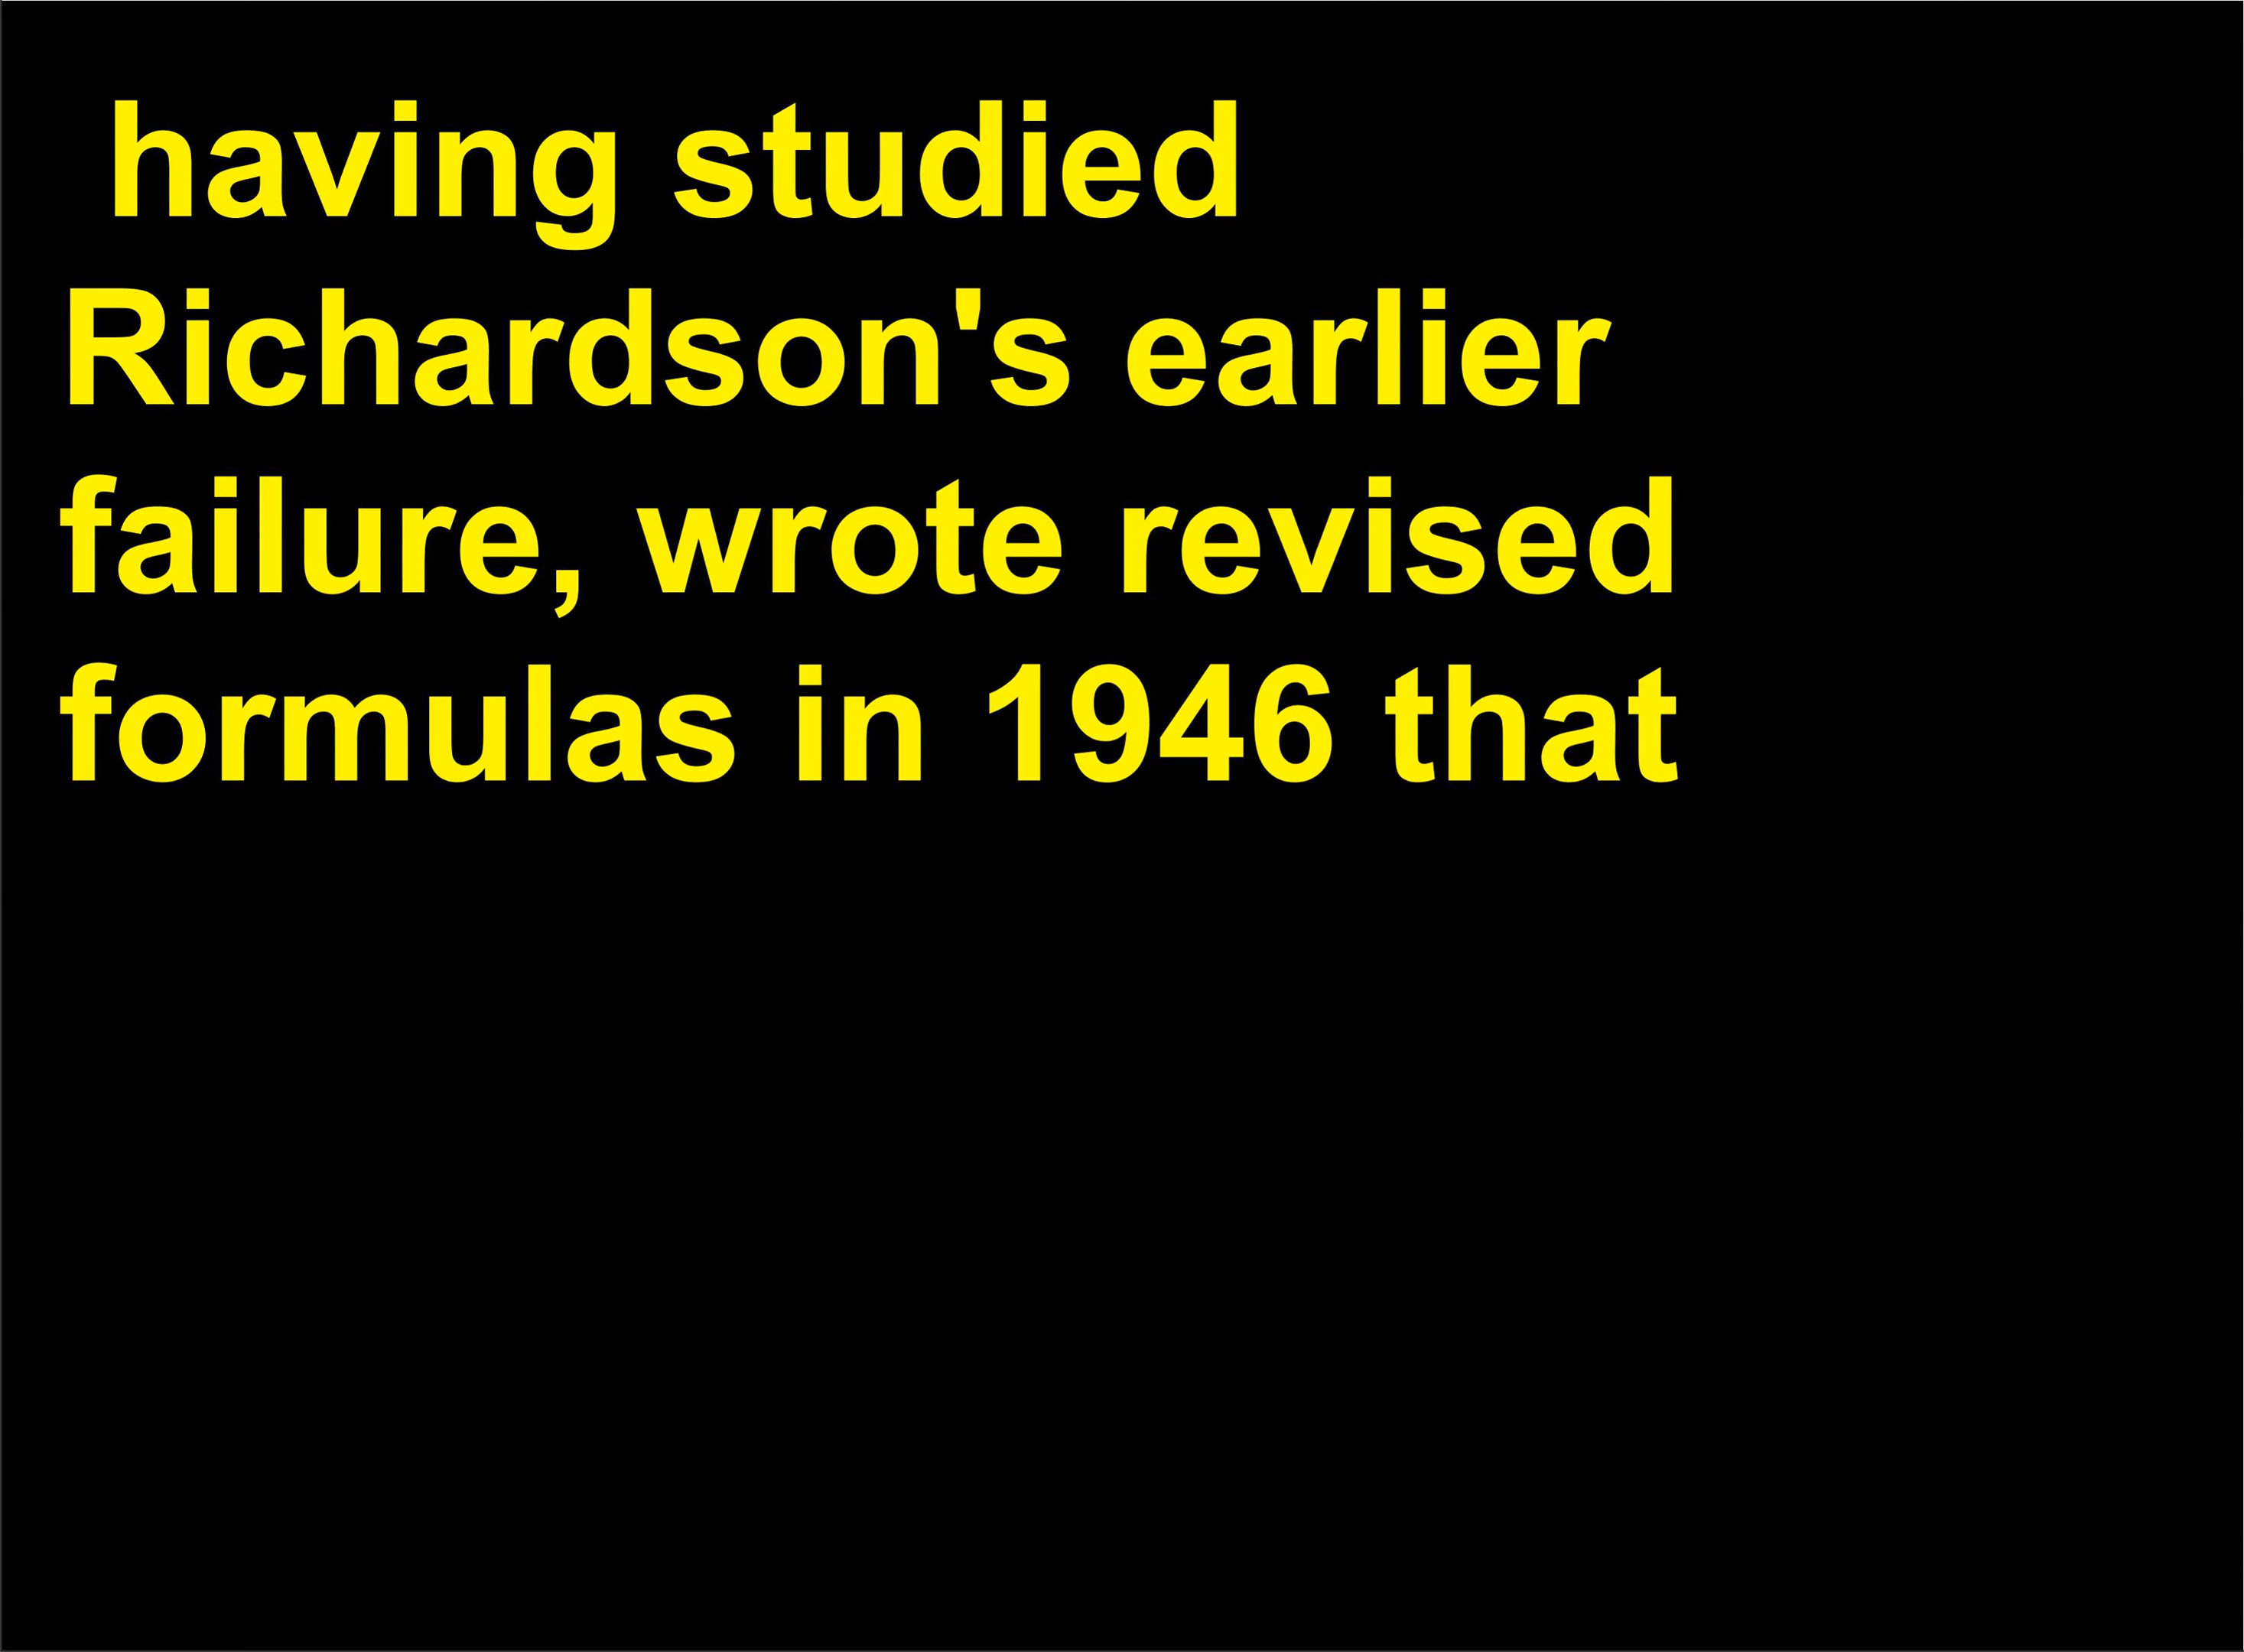 having studied
Richardson's earlier
failure, wrote revised
formulas in 1946 that